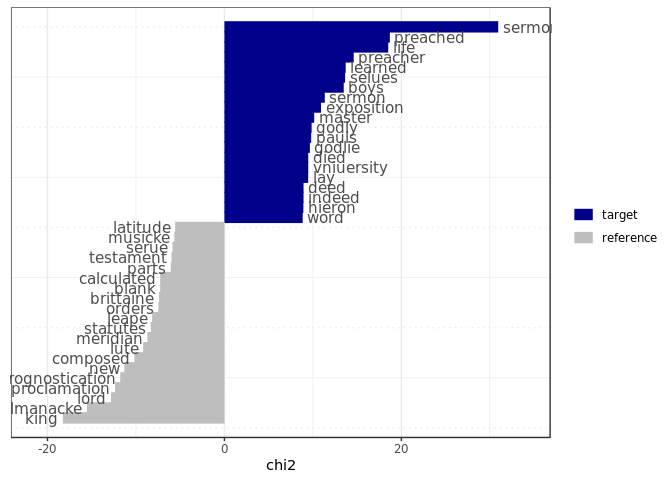 sermon
preached
life
preacher
learned
selues
boys
sermon
exposition
master
godly
pauls
godlie
died
vniuersity
lay
deed
indeed
hieron
word
latitude
musicke
serue
testament
parts
calculated
blank
brittaine
orders
leape
statutes
meridian
lute
composed
new
rognostication
proclamation
lord
lmanacke
king
target
reference
-20 0 20
chi2